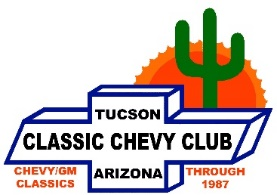 TUCSON
CLASSIC CHEVY CLUB
ARIZONA
CHEVY/GM
CLASSICS
THROUGH
1987